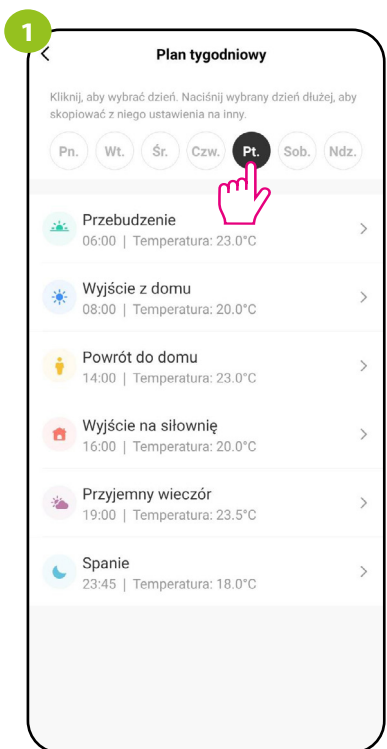 1
Plan tygodniowy
Kliknij, aby wybrać dzień. Naciśnij wybrany dzień dłużej, aby
skopiować z niego ustawienia na inny.
Pn. Wt. Śr. Czw. Pt. Sob. Ndz.
Przebudzenie
06:00 | Temperatura: 23.0°C
Wyjście z domu
08:00 | Temperatura: 20.0°C
Powrót do domu
14:00 | Temperatura: 23.0°C
Wyjście na siłownię
16:00 | Temperatura: 20.0°C
Przyjemny wieczór
19:00 | Temperatura: 23.5°C
Spanie
23:45 | Temperatura: 18.0°C